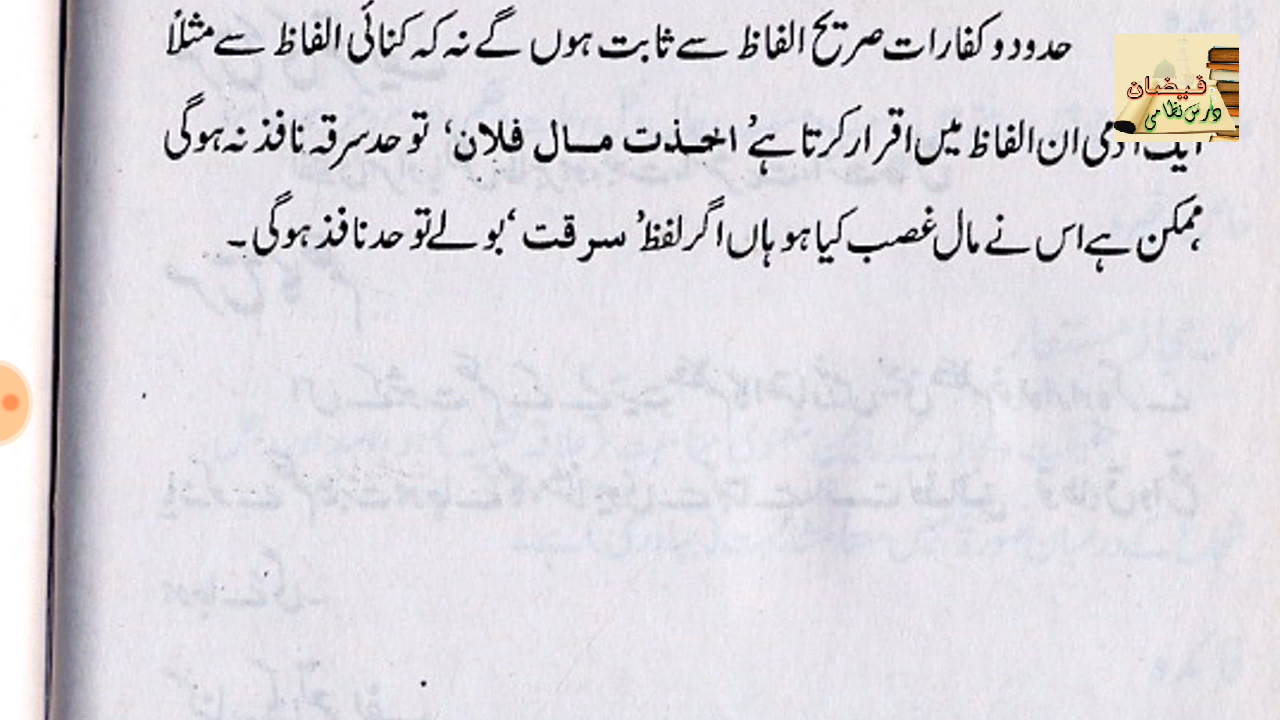 حدود و کفارات صریح الفاظ سے ثابت ہوں گے نہ کہ کنائی الفاظ سے مثلاً
ایک آدمی ان الفاظ میں اقرار کرتا ہے’ اخذت مال فلان‘ تو حد سرقہ نافذ نہ ہوگی
ممکن ہے اس نے مال غصب کیا ہو ہاں اگر لفظ’ سرقت ‘بولے تو حد نافذ ہوگی ۔
فیضان
درس نظامی